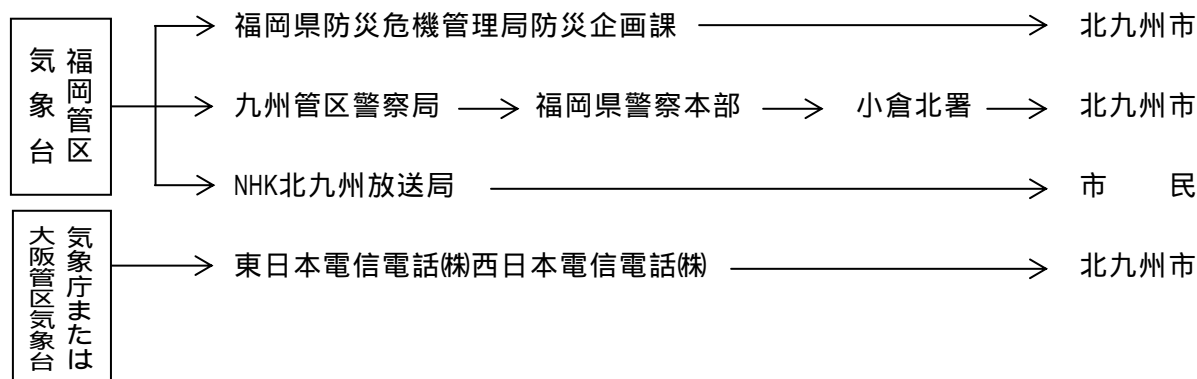 福岡管区
気象台
福岡県防災危機管理局防災企画課 北九州市
九州管区警察局 福岡県警察本部 小倉北署 北九州市
NHK北九州放送局 市　民
気象庁または
大阪管区気象台
東日本電信電話㈱西日本電信電話㈱ 北九州市